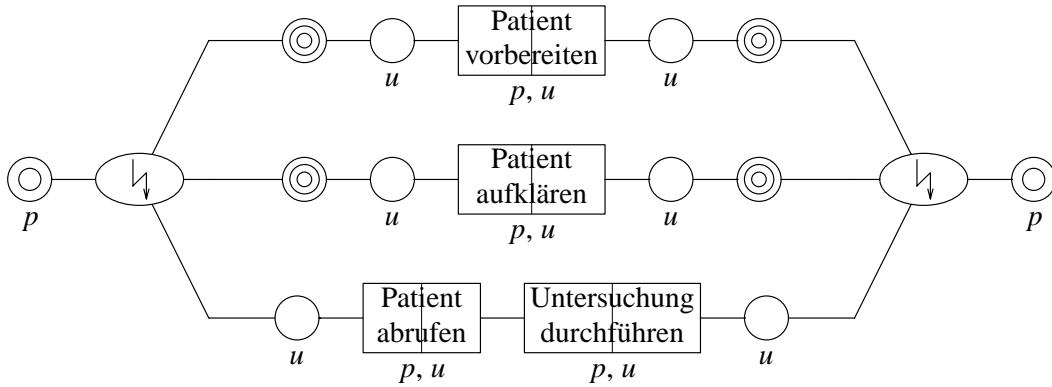 Patient
vorbereiten
u
u
p, u
Patient
aufklären
p
u
u
p
p, u
Patient
abrufen
Untersuchung
durchführen
u
p, u
p, u
u